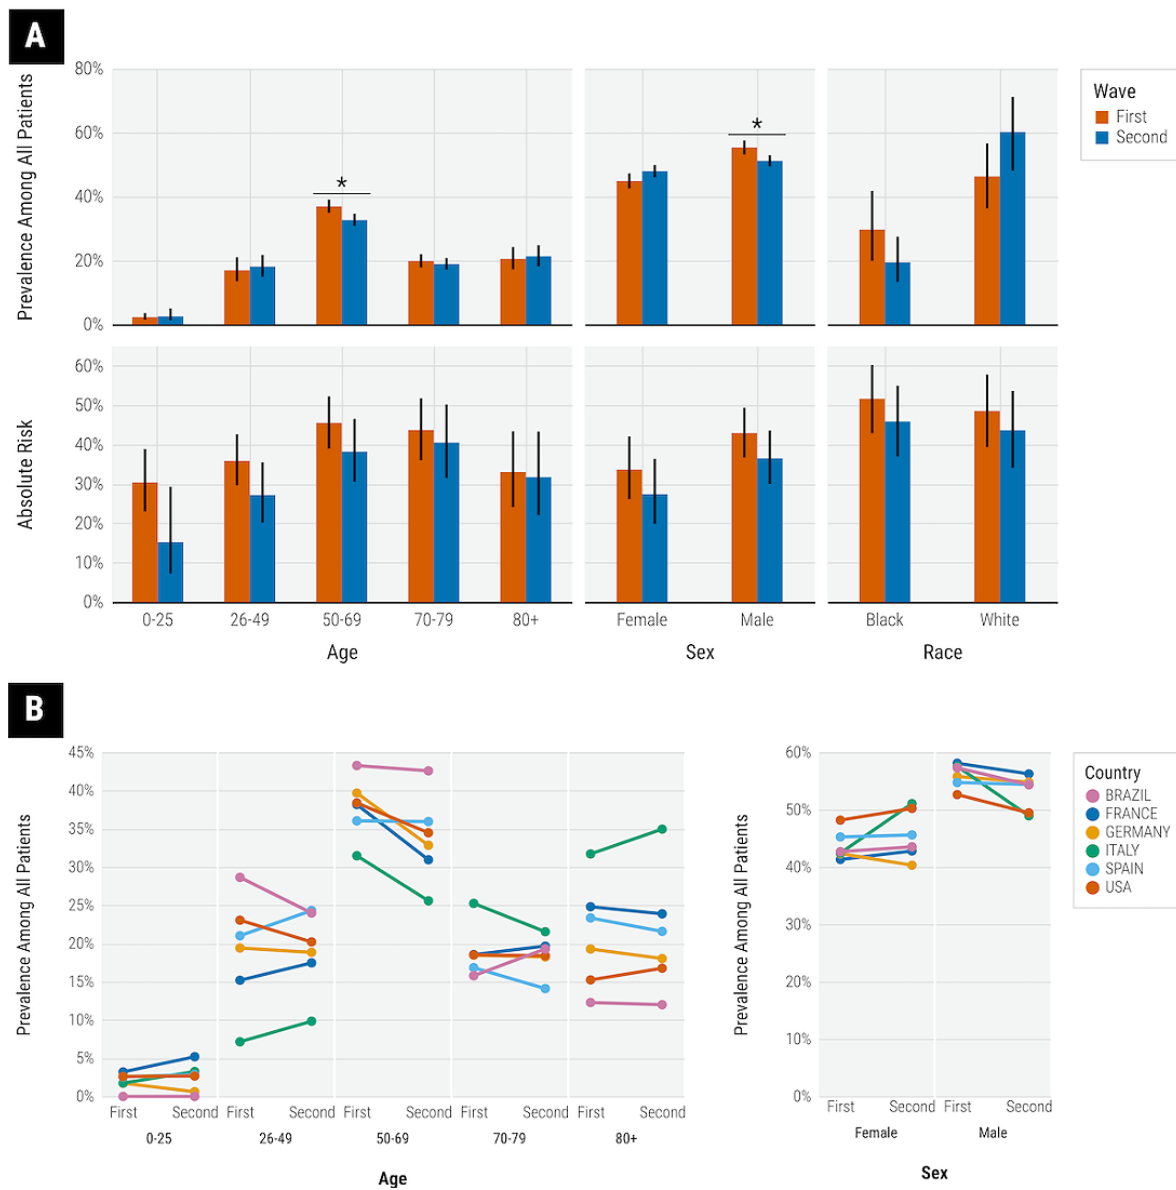 A
Prevalence Among All Patients
80%
60%
40%
20%
0%
*
*
Wave
First
Second
Absolute Risk
60%
50%
40%
30%
20%
10%
0%
0-25 26-49 50-69 70-79 80+ Female Male Black White
Age Sex Race
B
Prevalence Among All Patients
45%
40%
35%
30%
25%
20%
15%
10%
5%
0%
First Second First Second First Second First Second First Second
0-25 26-49 50-69 70-79 80+
Age
Prevalence Among All Patients
60%
50%
40%
30%
20%
10%
0%
First Second First Second
Female Male
Sex
Country
BRAZIL
FRANCE
GERMANY
ITALY
SPAIN
USA